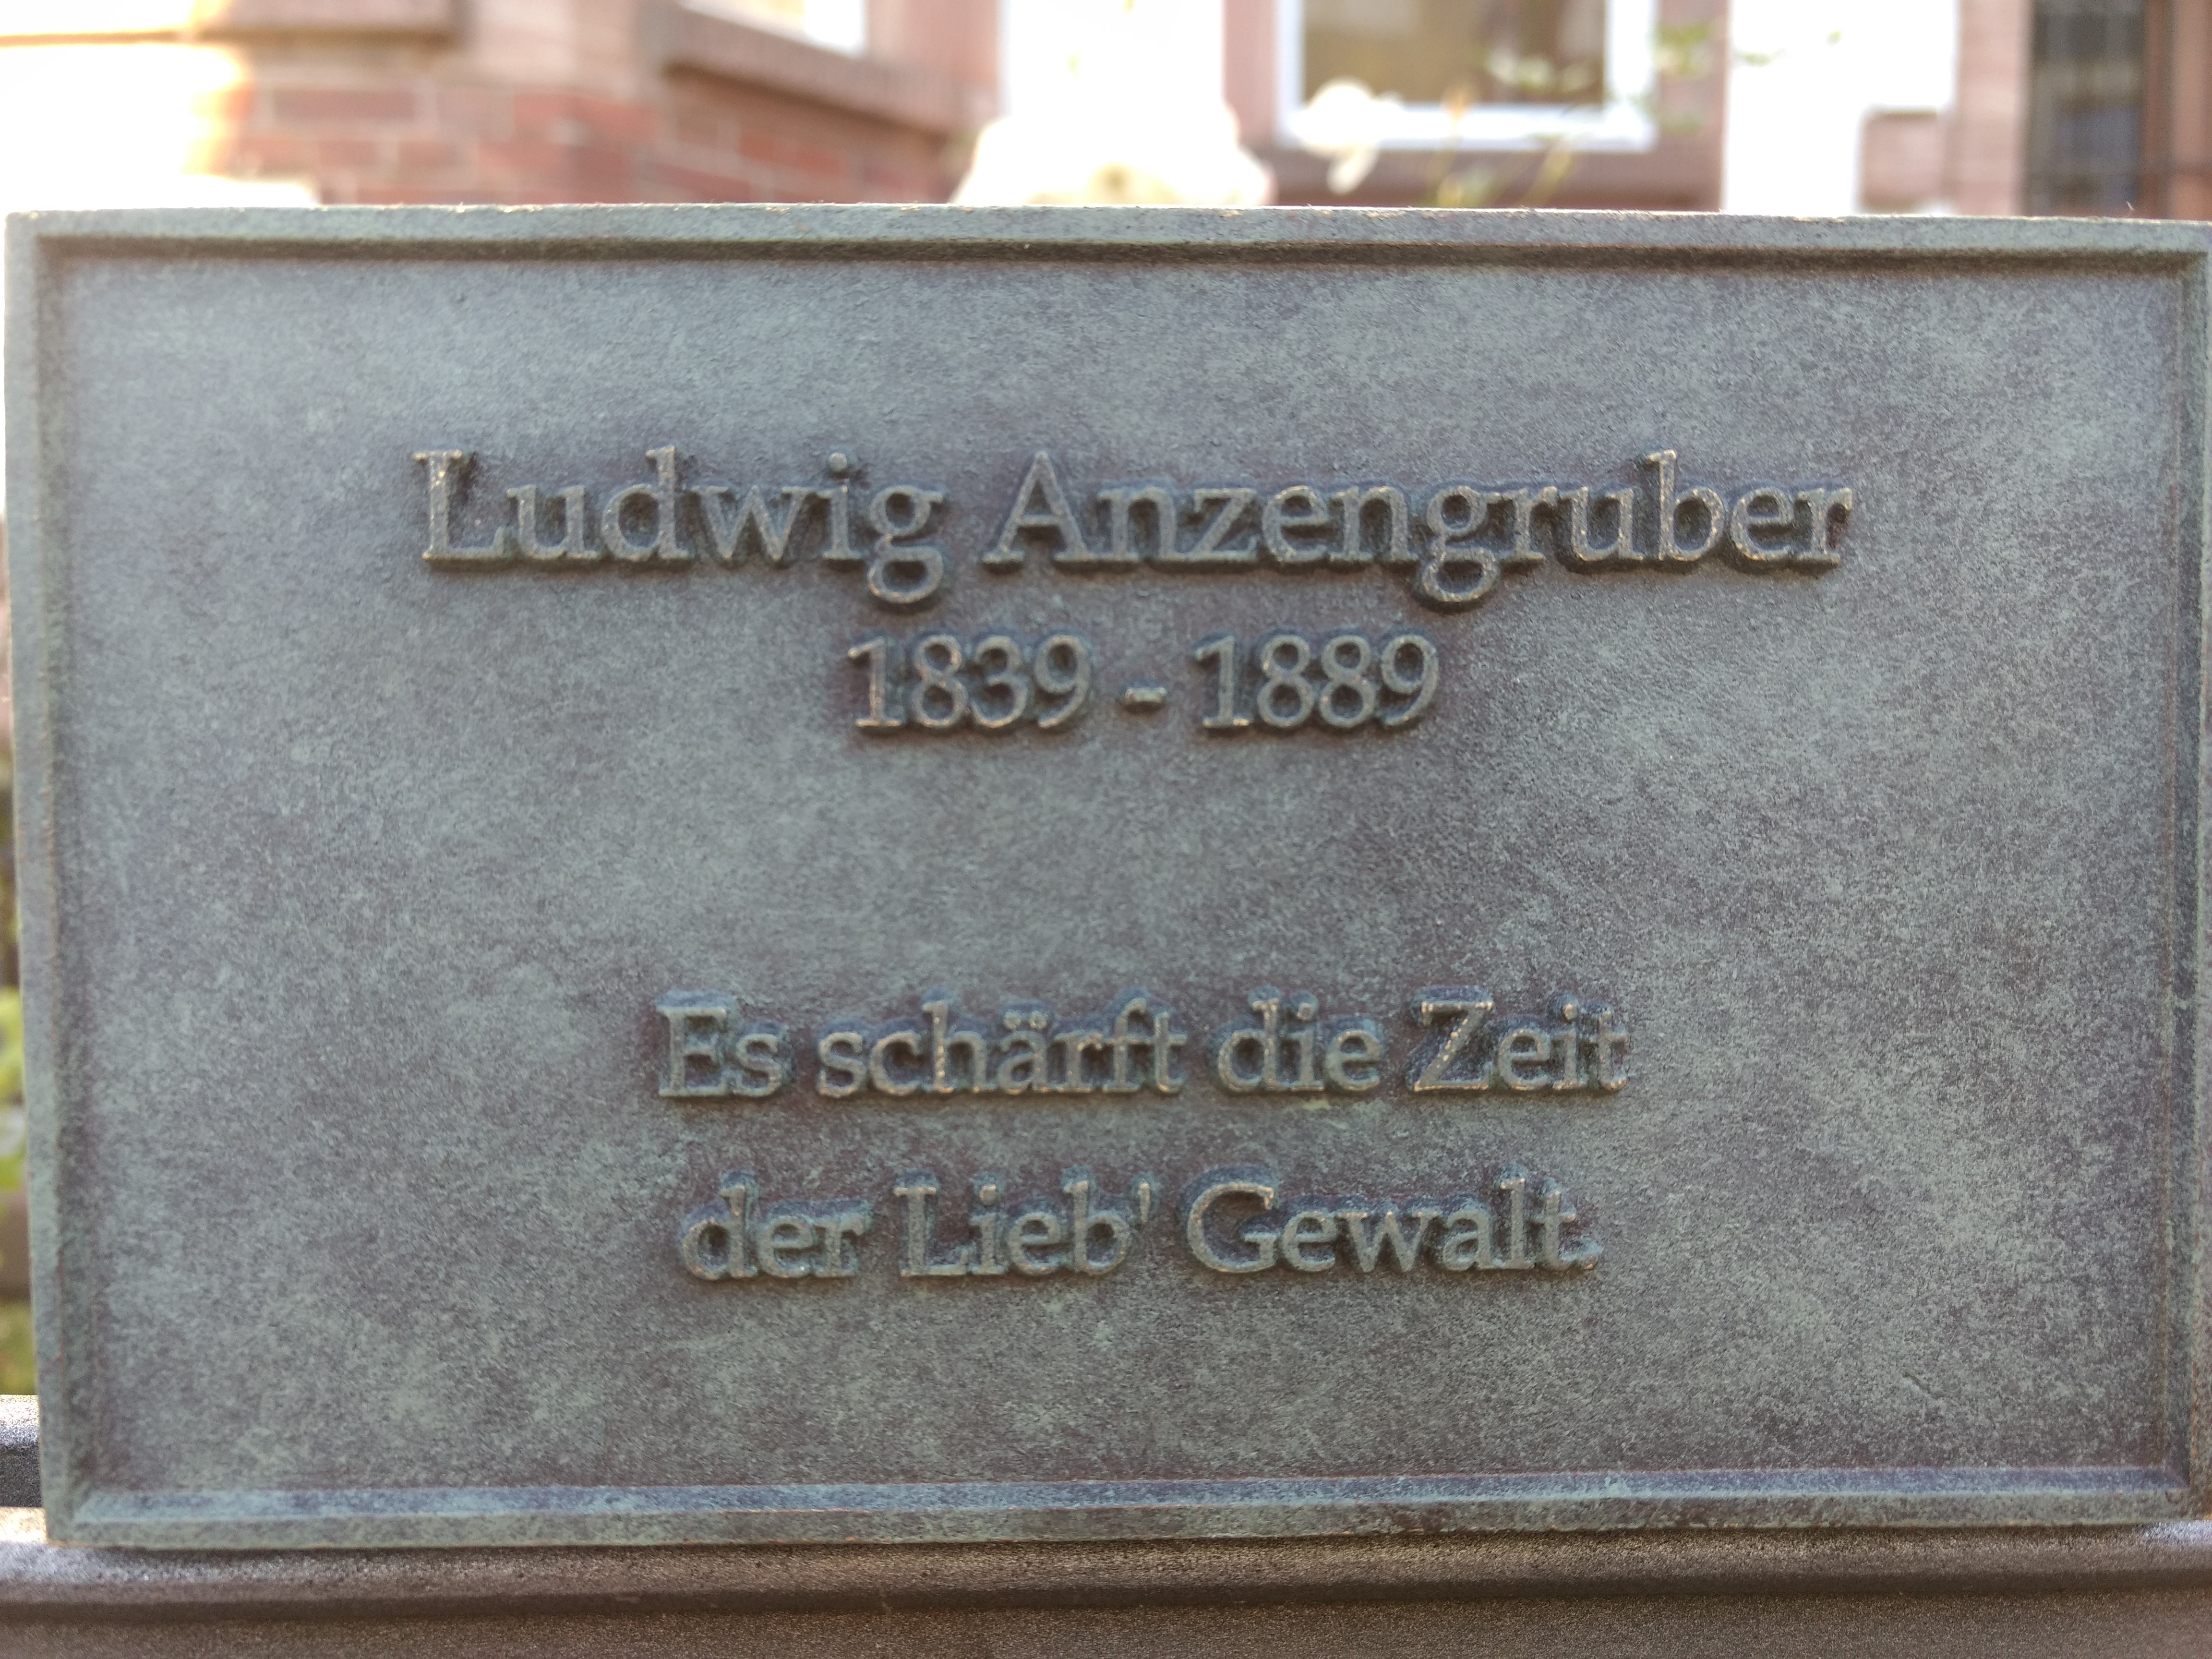 Ludwig Anzengruber
1839 - 1889
Es schärft die Zeit
der Lieb' Gewalt.